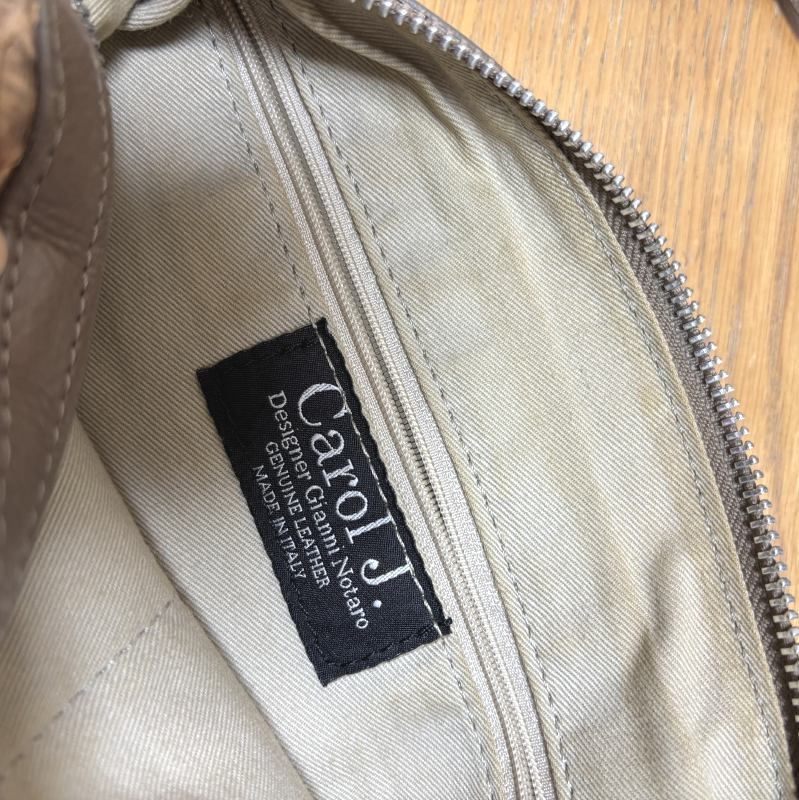 Carol J.
Designer Gianni Notaro
GENUINE LEATHER
MADE IN ITALY